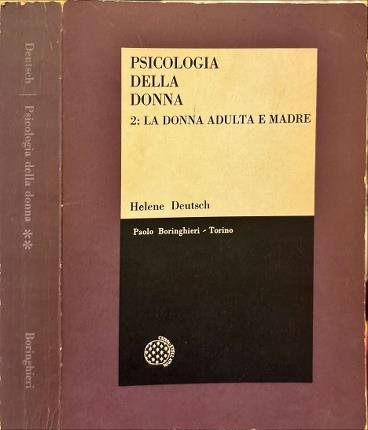 Deutsch | Psicologia della donna ** Boringhieri
PSICOLOGIA
DELLA
DONNA
2: LA DONNA ADULTA E MADRE
Helene Deutsch
Paolo Boringhieri - Torino